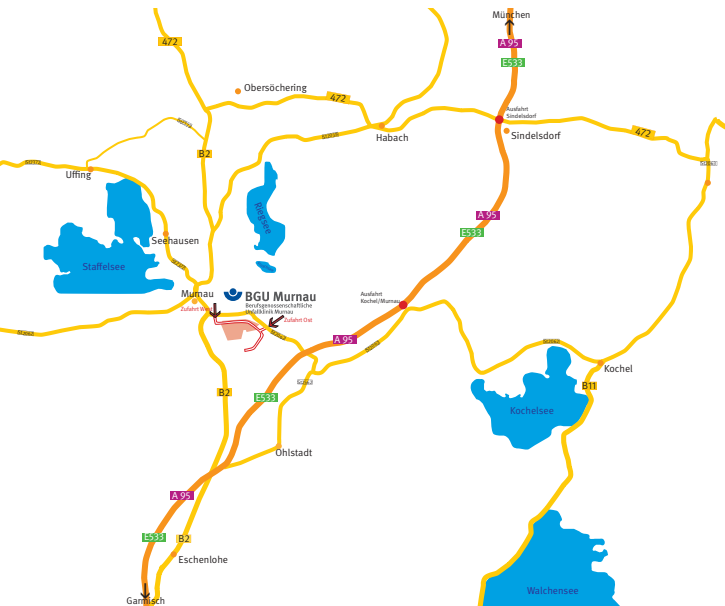 München
A 95
E533
472
Obersöchering
472
Ausfahrt
Sindelsdorf
Sindelsdorf
Habach
472
B2
Uffing
Riegsee
A 95
E533
Seehausen
Staffelsee
Murnau
BGU Murnau
Berufsgenossenschaftliche
Unfallklinik Murnau
Zufahrt West
Zufahrt Ost
Ausfahrt
Kochel/Murnau
A 95
Kochel
B11
B2
E533
Kochelsee
Ohlstadt
A 95
E533
B2
Eschenlohe
Walchensee
Garmisch